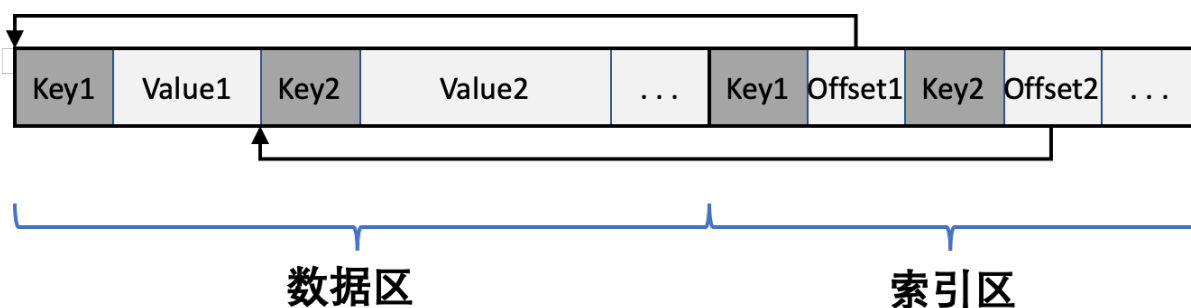 Key1 Value1 Key2 Value2 ... Key1 Offset1 Key2 Offset2 ...
数据区 索引区